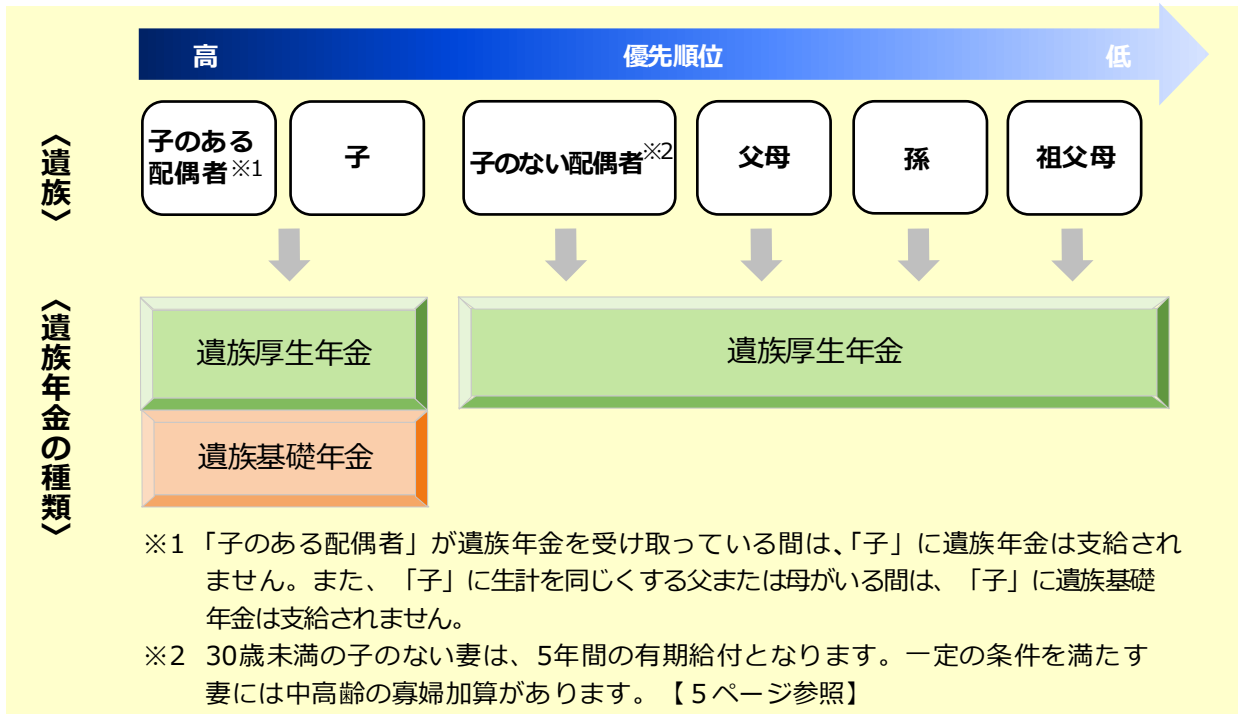 高 優先順位 低
〈遺族〉
子のある
配偶者※1
子
子のない配偶者※2
父母
孫
祖父母
〈遺族年金の種類〉
遺族厚生年金
遺族基礎年金
遺族厚生年金
※1 「子のある配偶者」が遺族年金を受け取っている間は、「子」に遺族年金は支給され
ません。また、「子」に生計を同じくする父または母がいる間は、「子」に遺族基礎
年金は支給されません。
※2 30歳未満の子のない妻は、5年間の有期給付となります。一定の条件を満たす
妻には中高齢の寡婦加算があります。【５ページ参照】